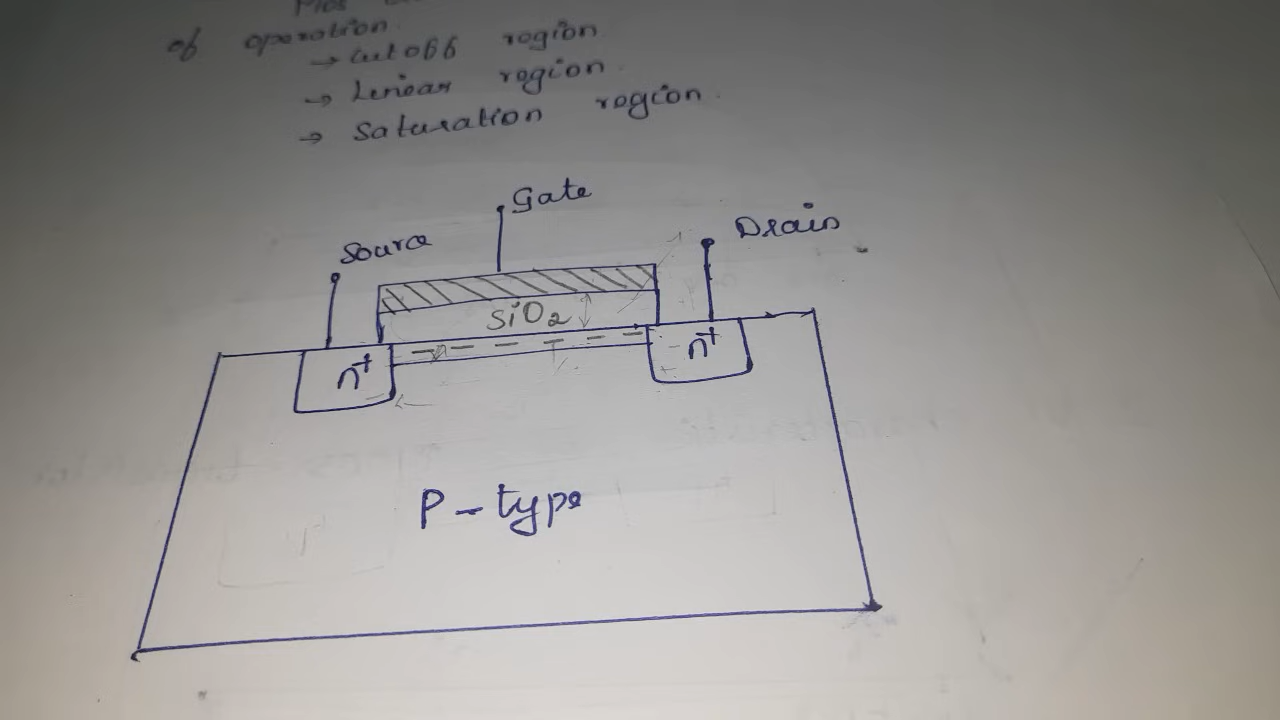 of operation.
→ Cutoff region
→ Linear region.
→ Saturation region.
Gate
Source
Drain
SiO2
n+
n+
P-type